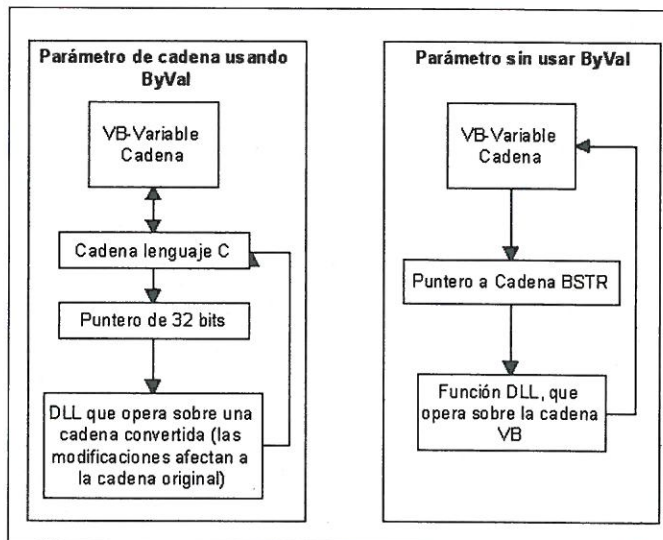 Parámetro de cadena usando
ByVal
VB-Variable
Cadena
Cadena lenguaje C
Puntero de 32 bits
DLL que opera sobre una
cadena convertida (las
modificaciones afectan a
la cadena original)
Parámetro sin usar ByVal
VB-Variable
Cadena
Puntero a Cadena BSTR
Función DLL, que
opera sobre la cadena
VB